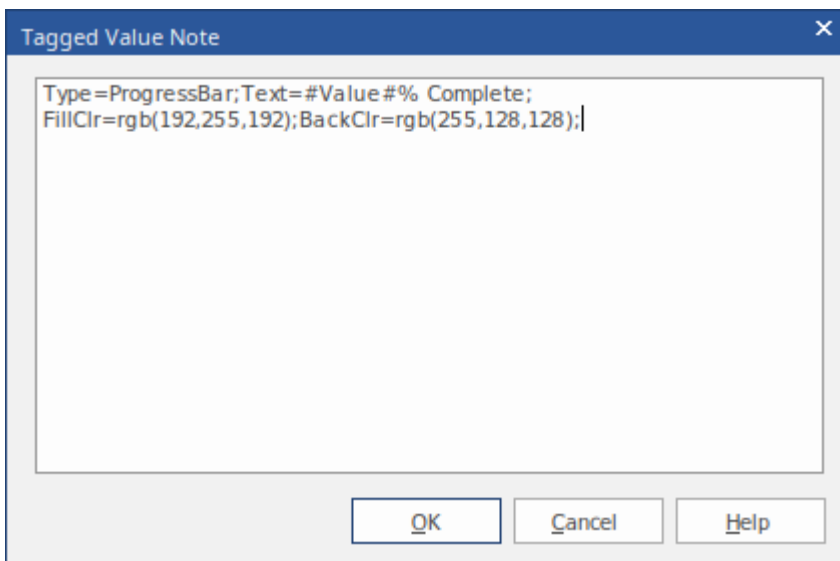 Tagged Value Note
Type=ProgressBar;Text=#Value#% Complete;
FillClr=rgb(192,255,192);BackClr=rgb(255,128,128);
OK
Cancel
Help